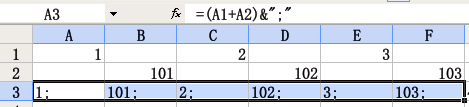 A3 fx =(A1+A2)&";"
A B C D E F
1 1 2 3
2 101 102 103
3 1; 101; 2; 102; 3; 103;